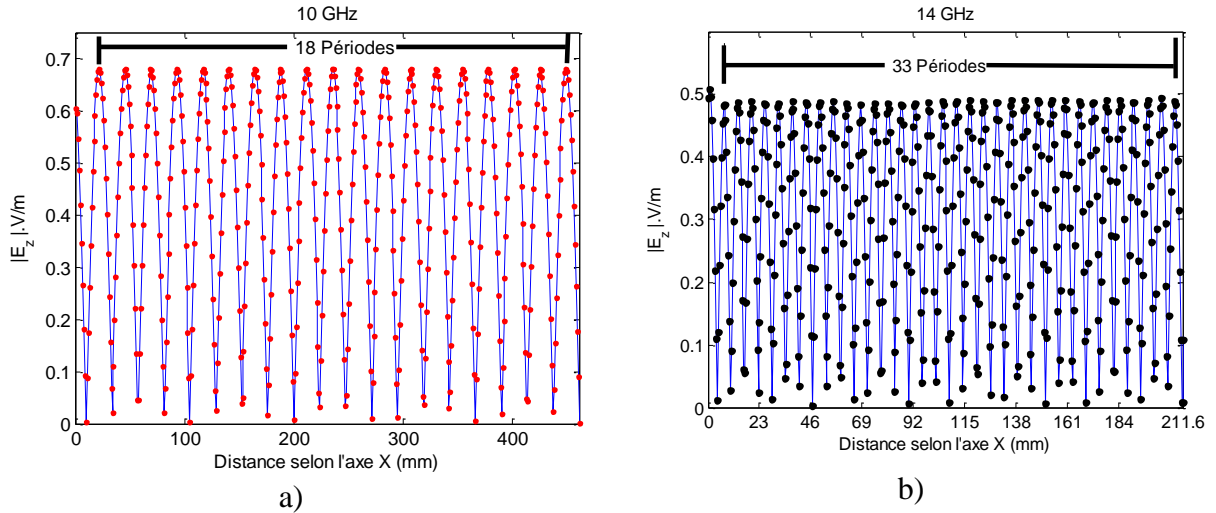 10 GHz
18 Périodes
0.7
0.6
0.5
0.4
0.3
0.2
0.1
0
|E_z|.V/m
0 100 200 300 400
Distance selon l'axe X (mm)
a)
14 GHz
33 Périodes
0.5
0.4
0.3
0.2
0.1
0
|E_z|.V/m
0 23 46 69 92 115 138 161 184 211.6
Distance selon l'axe X (mm)
b)